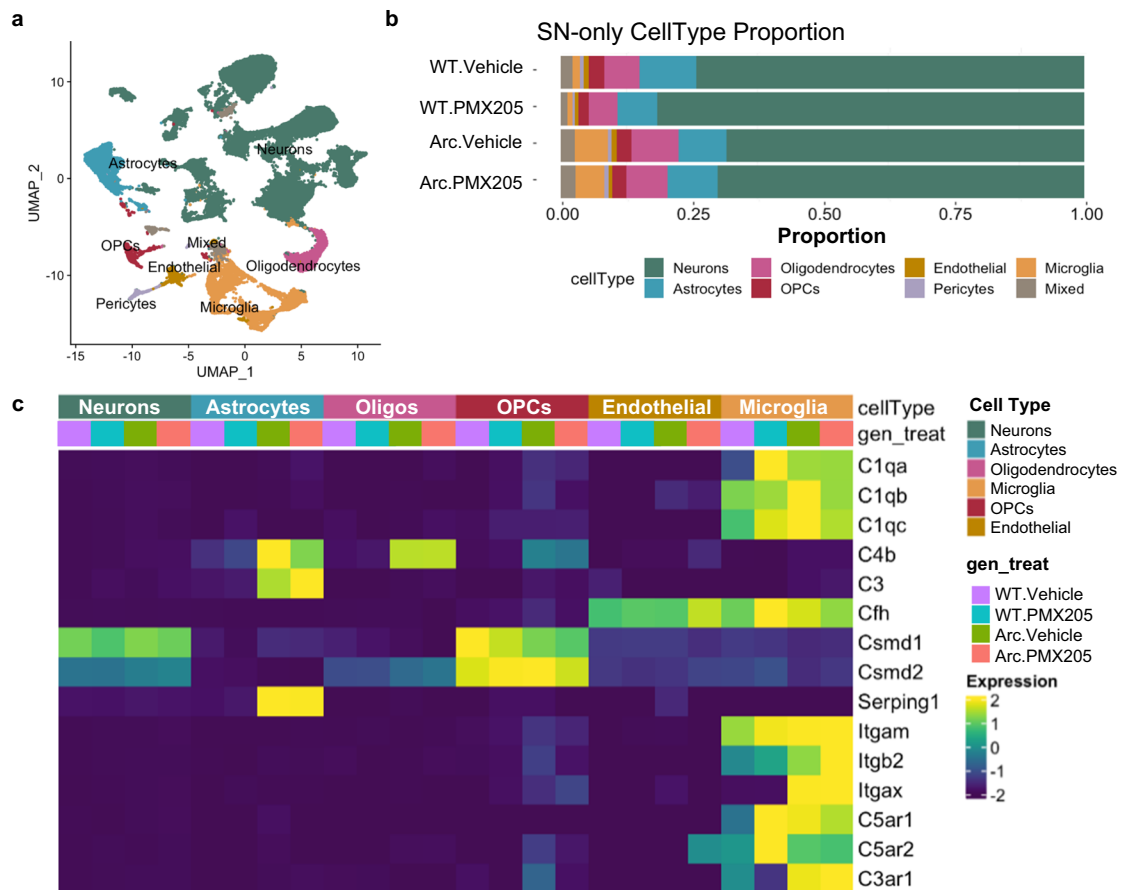 a
10
0
-10
-15
-10
-5
0
5
10
UMAP_1
UMAP_2
Neurons
Astrocytes
OPCs
Mixed
Endothelial
Oligodendrocytes
Pericytes
Microglia
b
SN-only CellType Proportion
WT.Vehicle
WT.PMX205
Arc.Vehicle
Arc.PMX205
0.00 0.25 0.50 0.75 1.00
Proportion
cellType
Neurons Oligodendrocytes Endothelial Microglia
Astrocytes OPCs Pericytes Mixed
c
Neurons Astrocytes Oligos OPCs Endothelial Microglia cellType
gen_treat
C1qa
C1qb
C1qc
C4b
C3
Cfh
Csmd1
Csmd2
Serping1
Itgam
Itgb2
Itgax
C5ar1
C5ar2
C3ar1
Cell Type
Neurons
Astrocytes
Oligodendrocytes
Microglia
OPCs
Endothelial
gen_treat
WT.Vehicle
WT.PMX205
Arc.Vehicle
Arc.PMX205
Expression
2
1
0
-1
-2